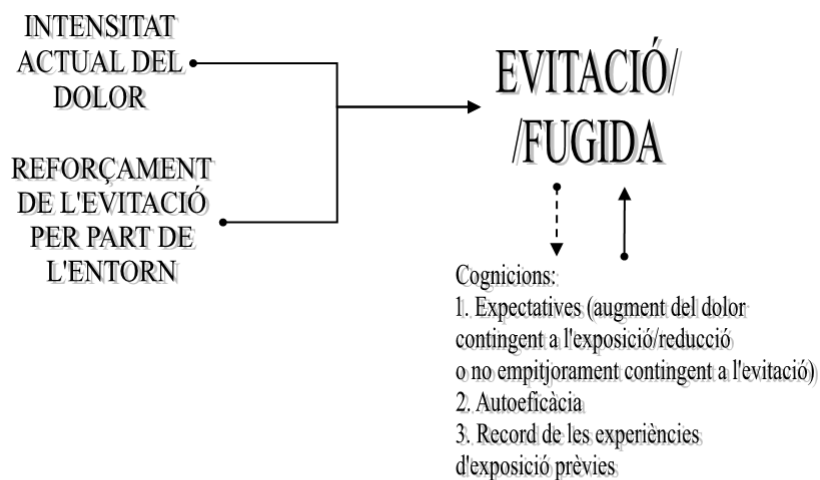 INTENSITAT
ACTUAL DEL
DOLOR
REFORÇAMENT
DE L'EVITACIÓ
PER PART DE
L'ENTORN
EVITACIÓ/
/FUGIDA
Cognicions:
1. Expectatives (augment del dolor
contingent a l'exposició/reducció
o no empitjorament contingent a l'evitació)
2. Autoeficàcia
3. Record de les experiències
d'exposició prèvies